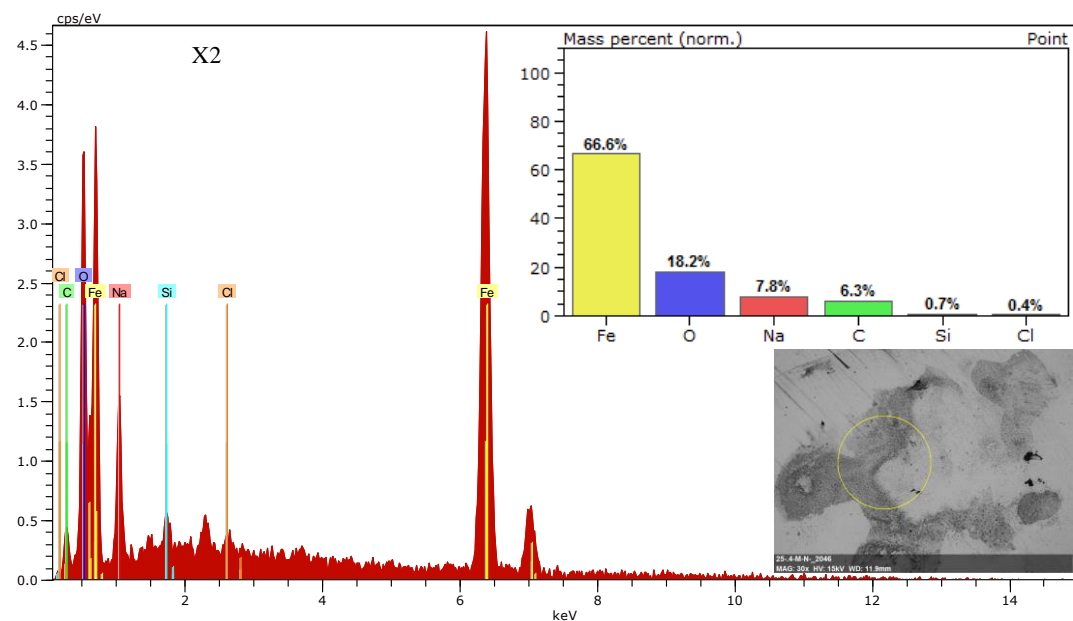 cps/eV
X2
4.5
4.0
3.5
3.0
2.5
2.0
1.5
1.0
0.5
0.0
Cl O
C Fe Na Si Cl Fe
2 4 6 8 10 12 14
keV
Mass percent (norm.) Point
100
80
60
40
20
0
66.6%
18.2%
7.8%
6.3%
0.7%
0.4%
Fe O Na C Si Cl
25-.4-M-N-_2046
MAG: 30x HV: 15kV WD: 11.9mm